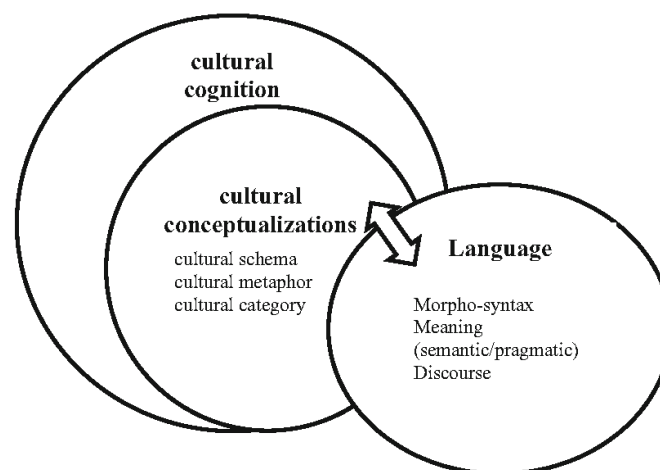 cultural
cognition
cultural
conceptualizations
cultural schema
cultural metaphor
cultural category
Language
Morpho-syntax
Meaning
(semantic/pragmatic)
Discourse